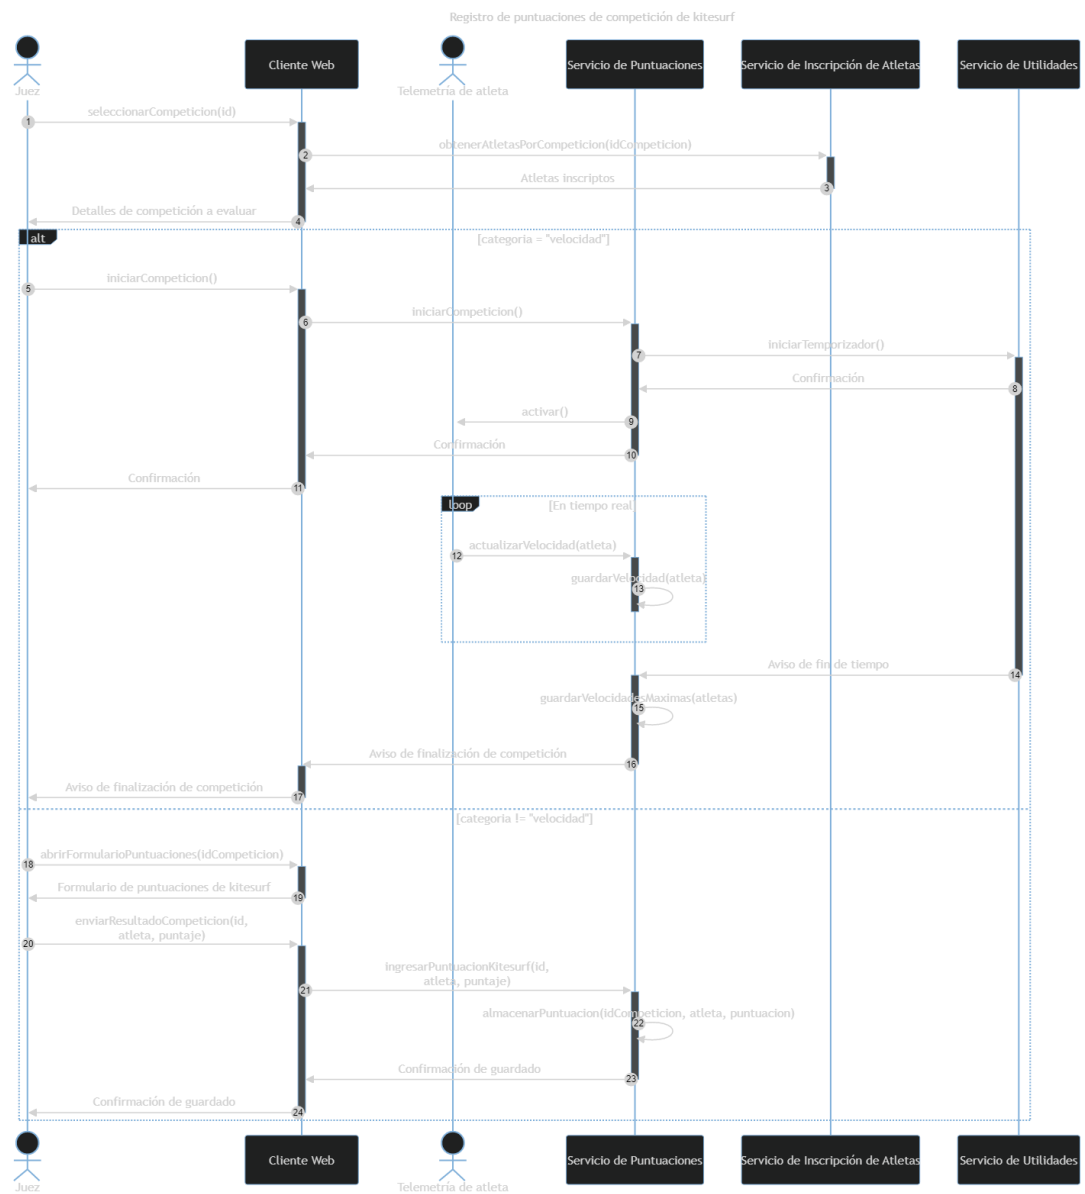 Registro de puntuaciones de competición de kitesurf
Juez
Cliente Web
Telemetría de atleta
Servicio de Puntuaciones
Servicio de Inscripción de Atletas
Servicio de Utilidades
1
seleccionarCompeticion(id)
2
obtenerAtletasPorCompeticion(idCompeticion)
3
Atletas inscriptos
4
Detalles de competición a evaluar
alt
[categoria = "velocidad"]
5
iniciarCompeticion()
6
iniciarCompeticion()
7
iniciarTemporizador()
8
Confirmación
9
activar()
10
Confirmación
11
Confirmación
loop
[En tiempo real]
12
actualizarVelocidad(atleta)
13
guardarVelocidad(atleta)
14
Aviso de fin de tiempo
15
guardarVelocidadesMaximas(atletas)
16
Aviso de finalización de competición
17
Aviso de finalización de competición
[categoria != "velocidad"]
18
abrirFormularioPuntuaciones(idCompeticion)
19
Formulario de puntuaciones de kitesurf
20
enviarResultadoCompeticion(id,
atleta, puntaje)
21
ingresarPuntuacionKitesurf(id,
atleta, puntaje)
22
almacenarPuntuacion(idCompeticion, atleta, puntuacion)
23
Confirmación de guardado
24
Confirmación de guardado
Juez
Cliente Web
Telemetría de atleta
Servicio de Puntuaciones
Servicio de Inscripción de Atletas
Servicio de Utilidades